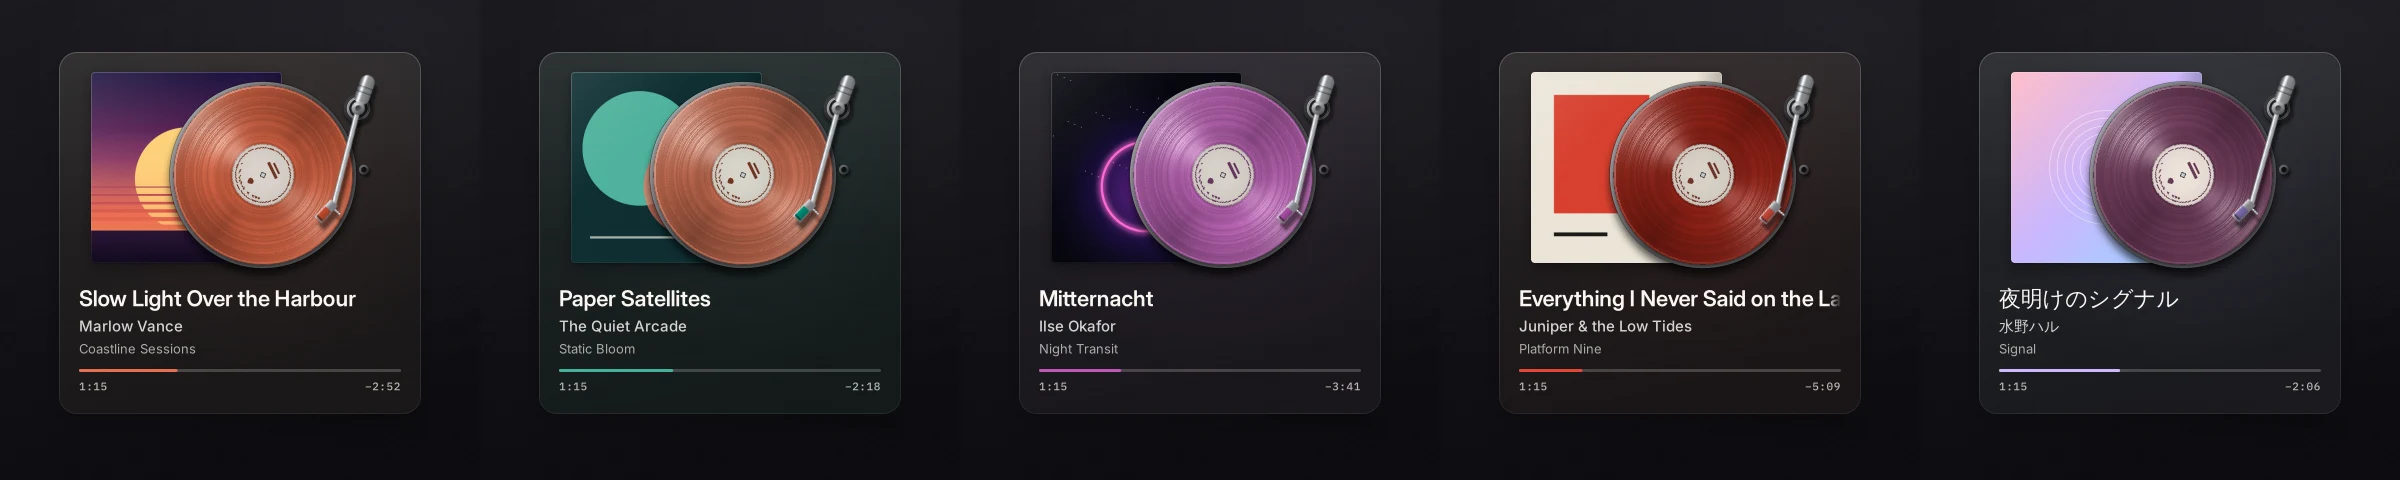 Slow Light Over the Harbour
Marlow Vance
Coastline Sessions
1:15
-2:52
Paper Satellites
The Quiet Arcade
Static Bloom
1:15
-2:18
Mitternacht
Ilse Okafor
Night Transit
1:15
-3:41
Everything I Never Said on the La
Juniper & the Low Tides
Platform Nine
1:15
-5:09
夜明けのシグナル
水野ハル
Signal
1:15
-2:06